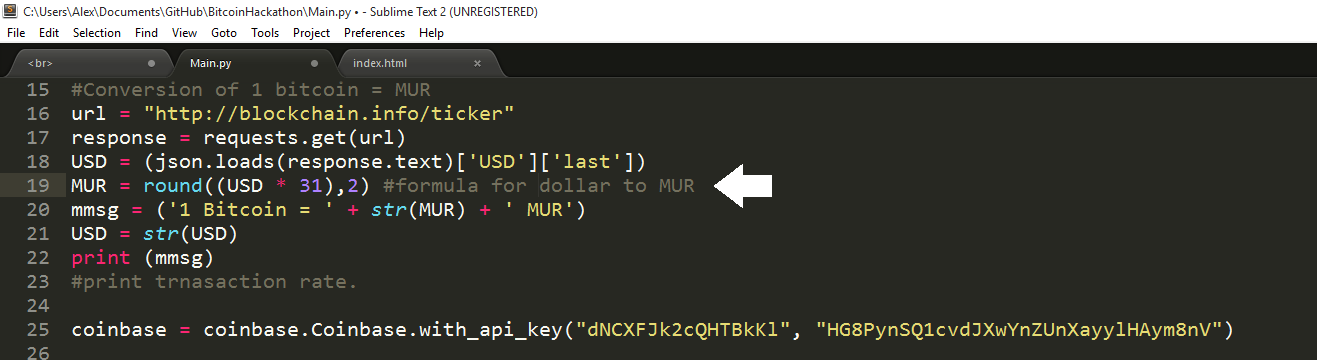 C:\Users\Alex\Documents\GitHub\BitcoinHackathon\Main.py • - Sublime Text 2 (UNREGISTERED)
File Edit Selection Find View Goto Tools Project Preferences Help
<br> Main.py index.html ×
15 #Conversion of 1 bitcoin = MUR
16 url = "http://blockchain.info/ticker"
17 response = requests.get(url)
18 USD = (json.loads(response.text)['USD']['last'])
19 MUR = round((USD * 31),2) #formula for dollar to MUR
20 mmsg = ('1 Bitcoin = ' + str(MUR) + ' MUR')
21 USD = str(USD)
22 print (mmsg)
23 #print trnasaction rate.
24
25 coinbase = coinbase.Coinbase.with_api_key("dNCXFJk2cQHTBkKl", "HG8PynSQ1cvdJXwYnZUnXayylHAym8nV")
26